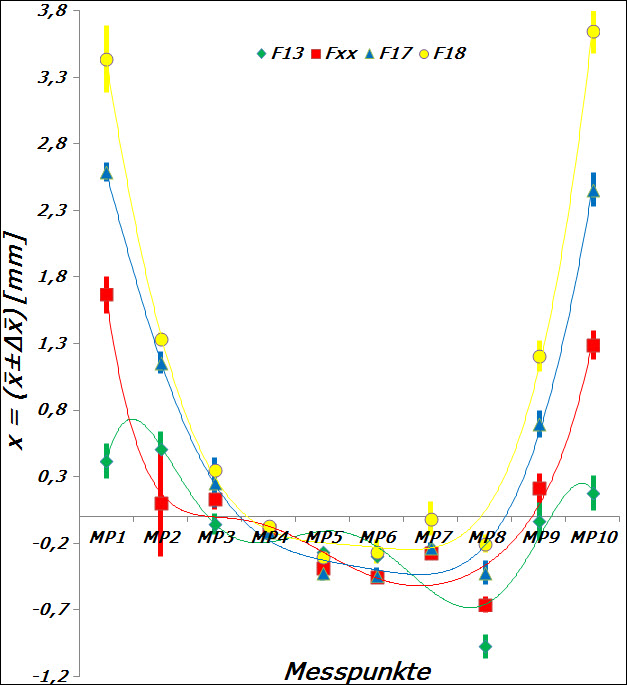 3,8
F13 Fxx F17 F18
3,3
2,8
2,3
1,8
1,3
0,8
0,3
-0,2
-0,7
-1,2
x = (x̄±Δx̄) [mm]
MP1 MP2 MP3 MP4 MP5 MP6 MP7 MP8 MP9 MP10
Messpunkte